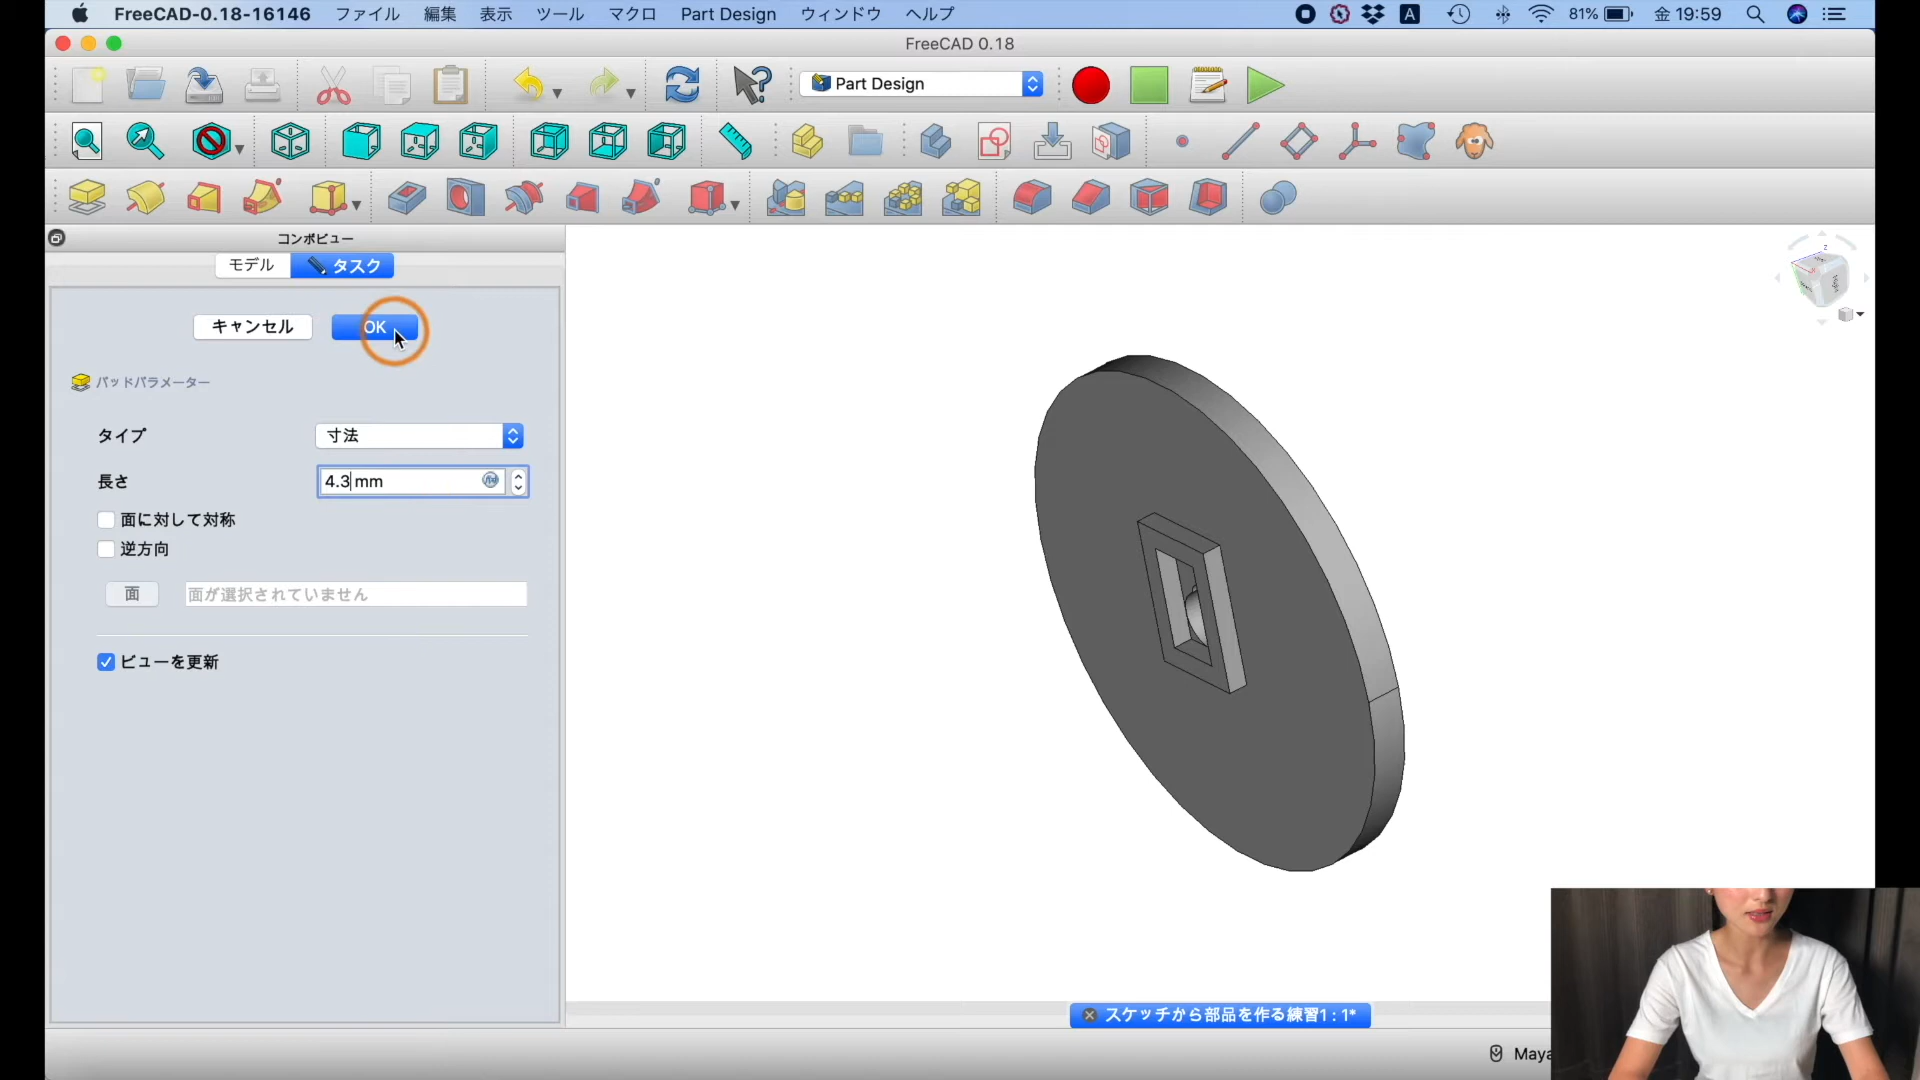 FreeCAD-0.18-16146 ファイル 編集 表示 ツール マクロ Part Design ウィンドウ ヘルプ A 81% 金 19:59
FreeCAD 0.18
Part Design
コンボビュー
モデル タスク
キャンセル OK
パッドパラメーター
タイプ 寸法
長さ 4.3 mm
面に対して対称
逆方向
面 面が選択されていません
ビューを更新
スケッチから部品を作る練習1 : 1*
Maya